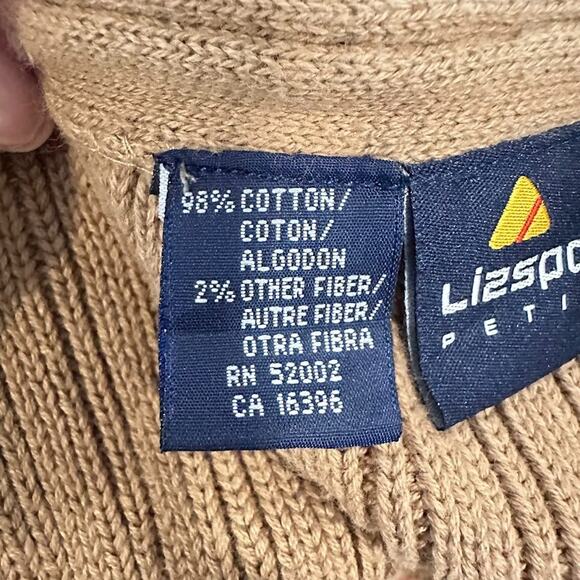 98% COTTON/
COTON/
ALGODON
2% OTHER FIBER/
AUTRE FIBER/
OTRA FIBRA
RN 52002
CA 16396